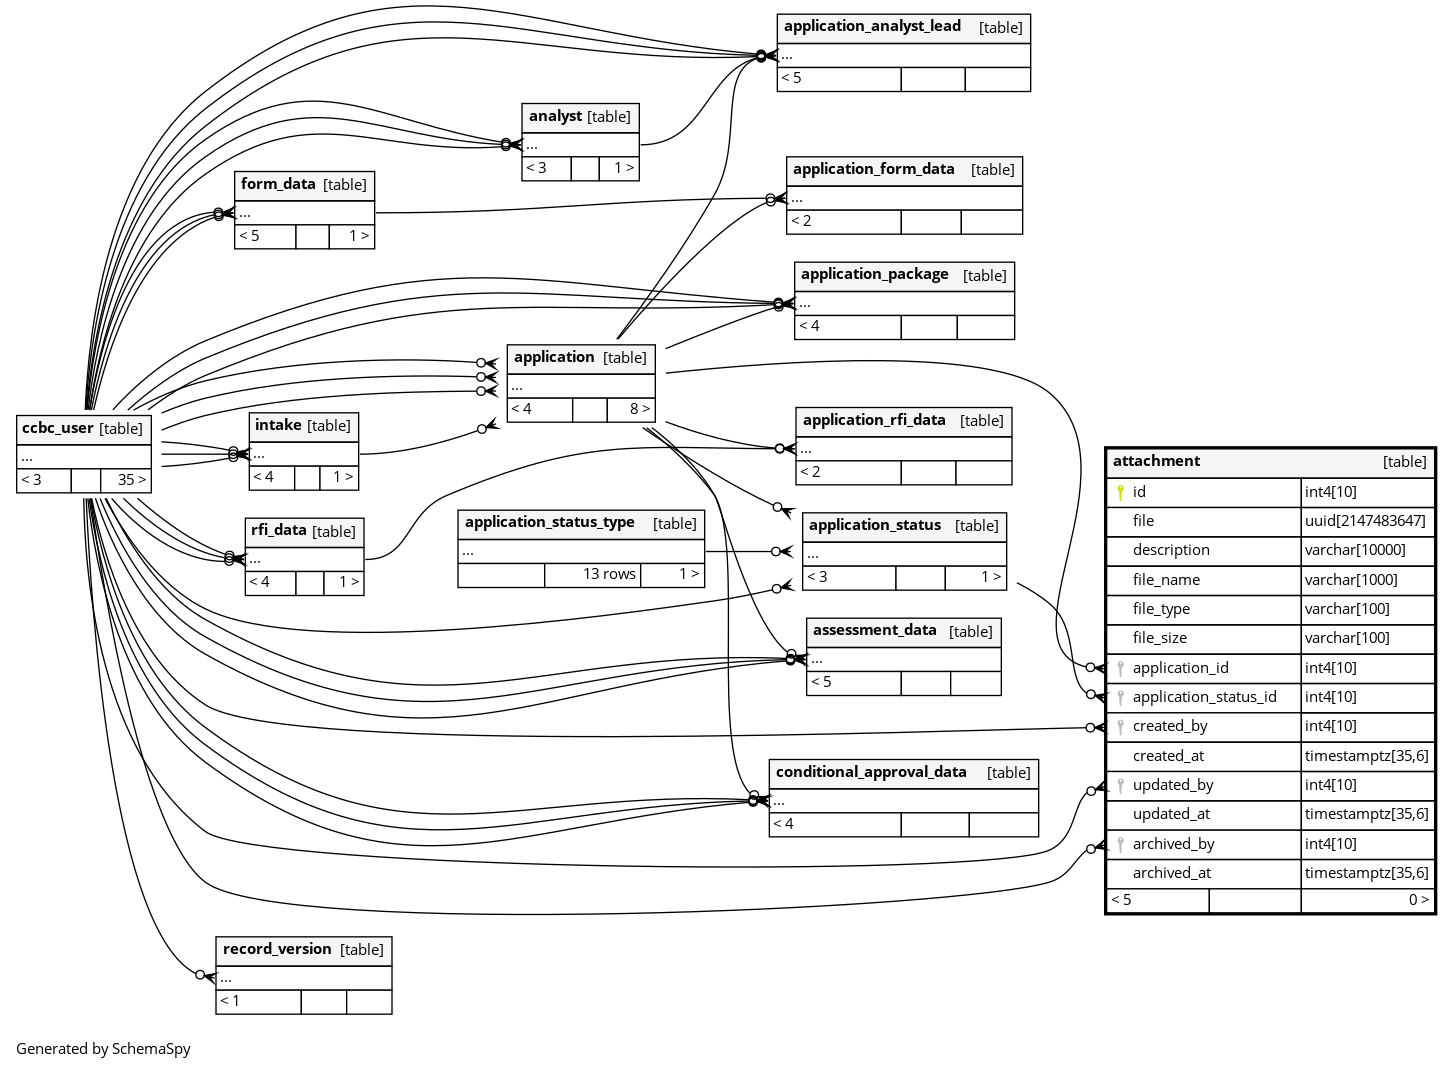 application_analyst_lead [table]
...
< 5
analyst [table]
...
< 3 1 >
application_form_data [table]
...
< 2
form_data [table]
...
< 5 1 >
application_package [table]
...
< 4
application [table]
...
< 4 8 >
ccbc_user [table]
...
< 3 35 >
intake [table]
...
< 4 1 >
application_rfi_data [table]
...
< 2
rfi_data [table]
...
< 4 1 >
application_status_type [table]
...
13 rows 1 >
application_status [table]
...
< 3 1 >
assessment_data [table]
...
< 5
conditional_approval_data [table]
...
< 4
attachment [table]
id int4[10]
file uuid[2147483647]
description varchar[10000]
file_name varchar[1000]
file_type varchar[100]
file_size varchar[100]
application_id int4[10]
application_status_id int4[10]
created_by int4[10]
created_at timestamptz[35,6]
updated_by int4[10]
updated_at timestamptz[35,6]
archived_by int4[10]
archived_at timestamptz[35,6]
< 5 0 >
record_version [table]
...
< 1
Generated by SchemaSpy